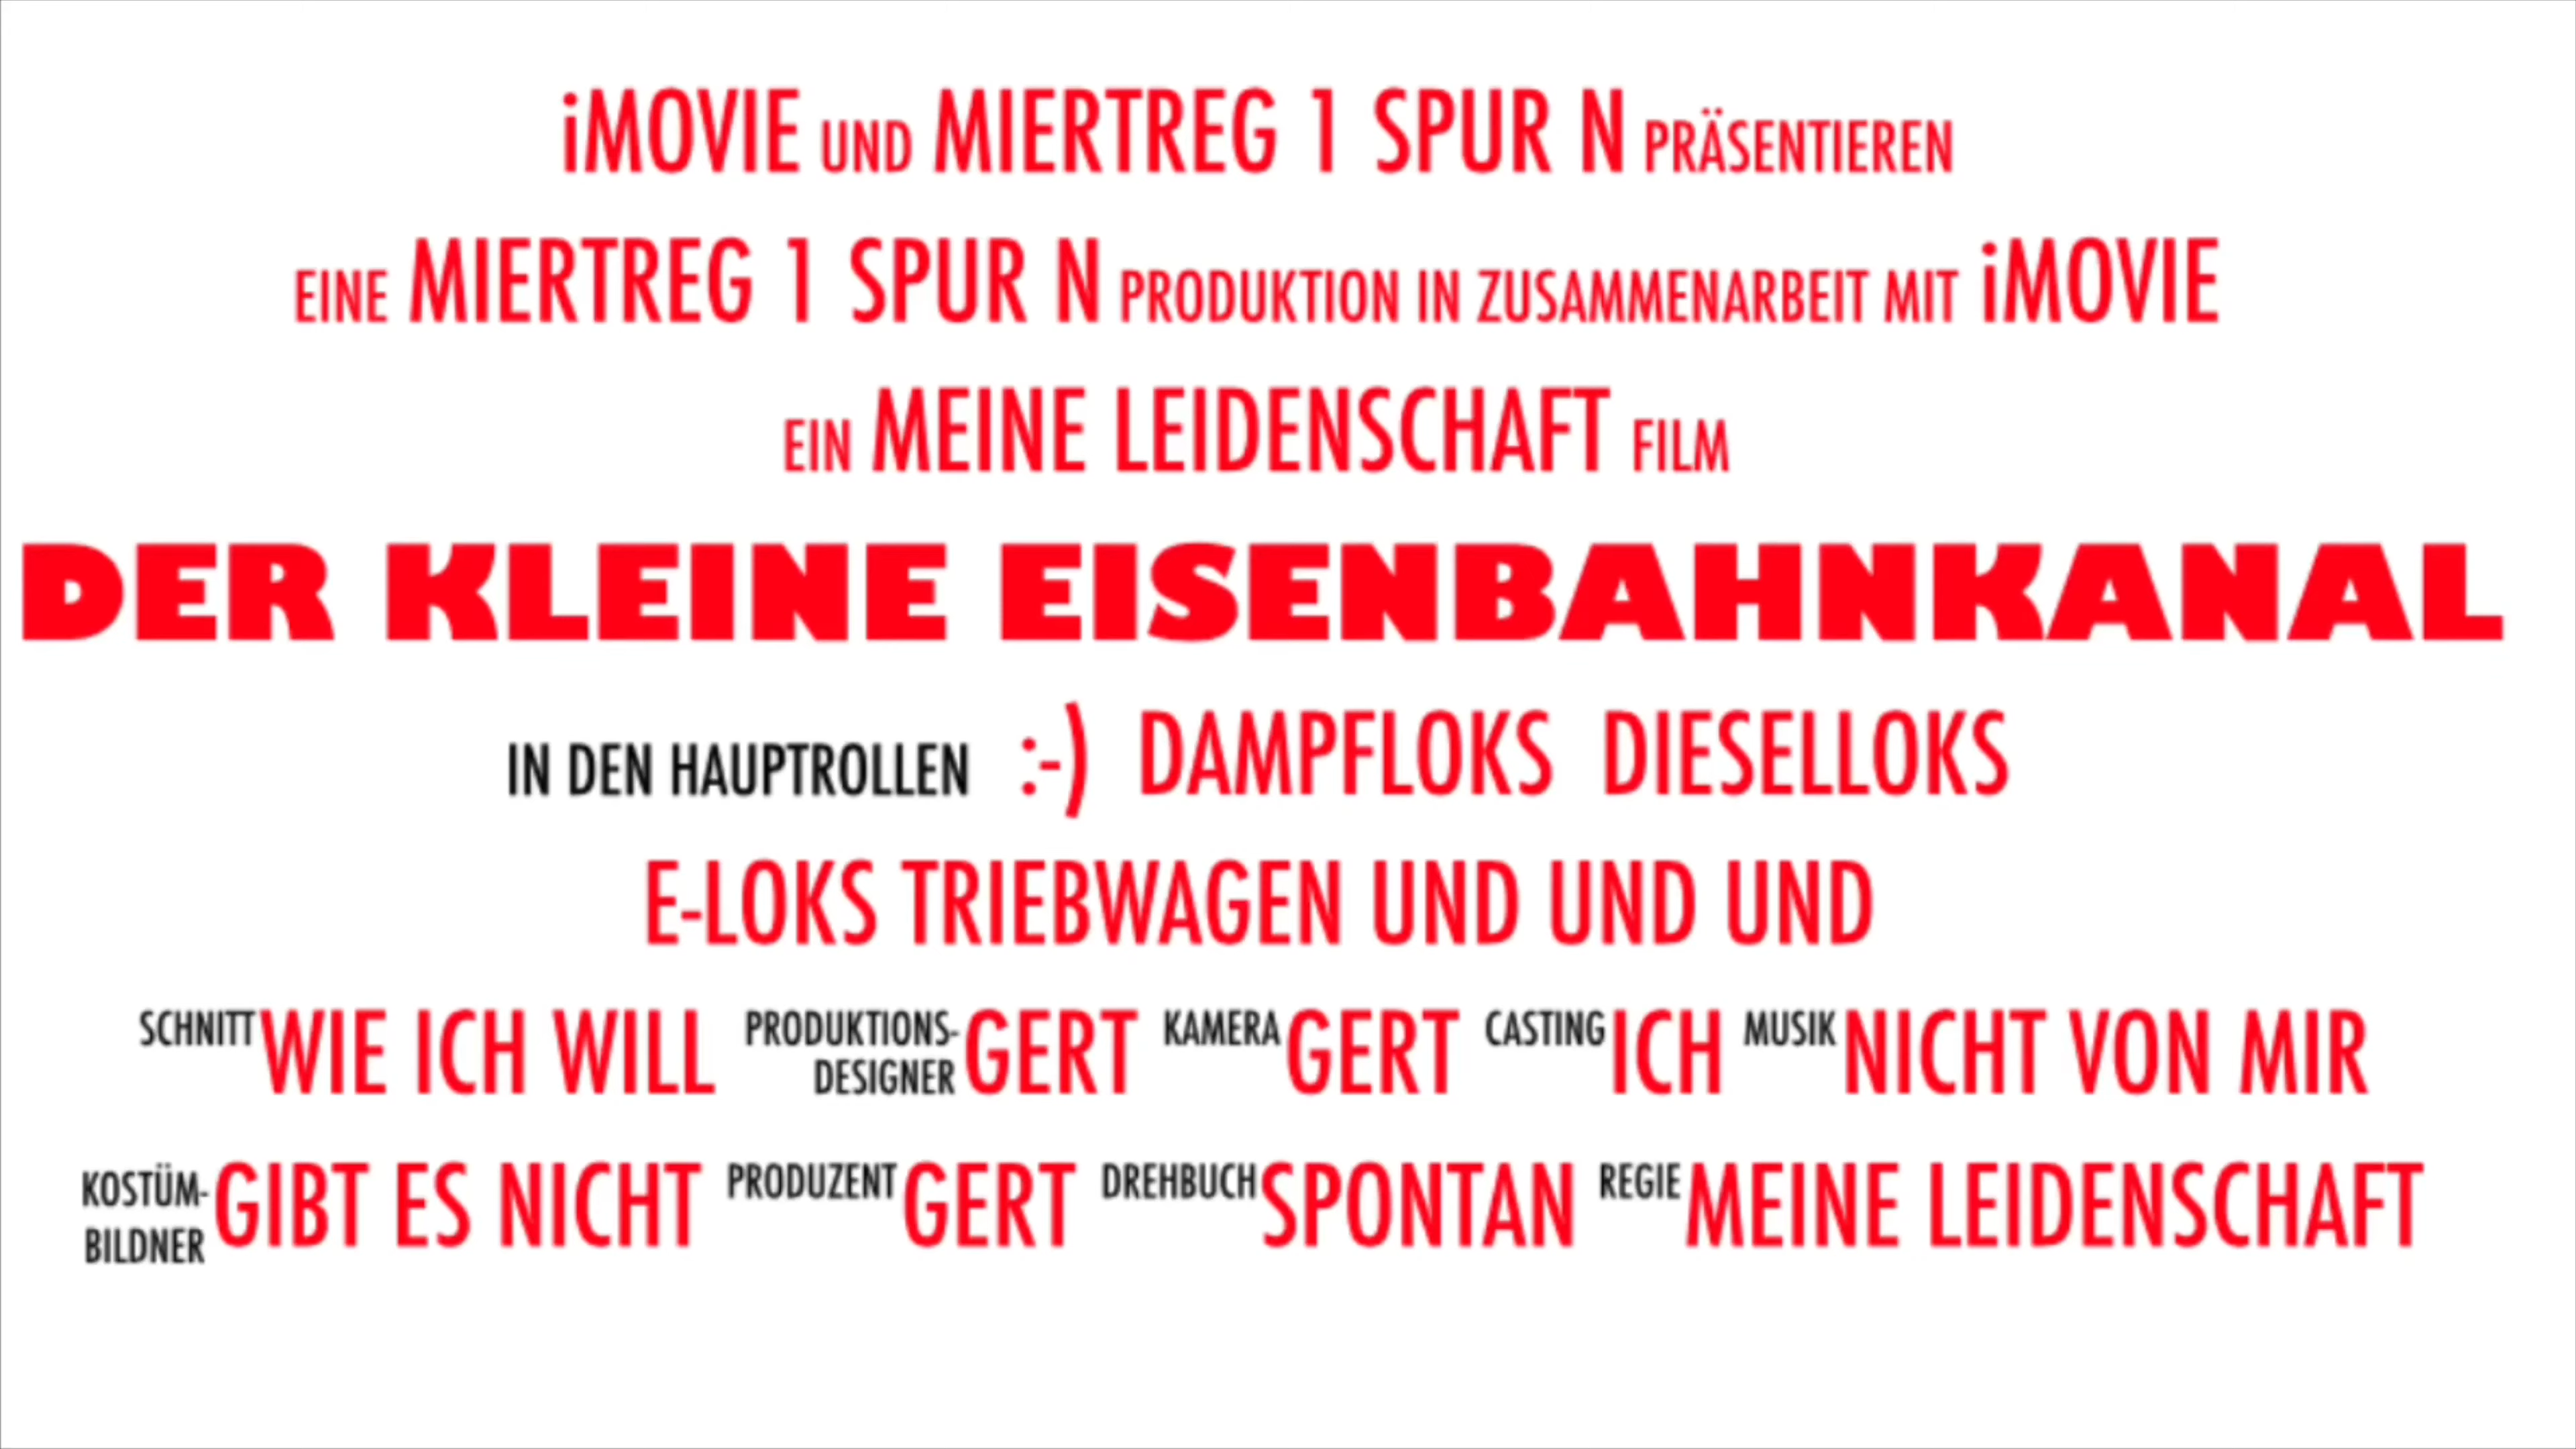 iMOVIE UND MIERTREG 1 SPUR N PRÄSENTIEREN
EINE MIERTREG 1 SPUR N PRODUKTION IN ZUSAMMENARBEIT MIT iMOVIE
EIN MEINE LEIDENSCHAFT FILM
DER KLEINE EISENBAHNKANAL
IN DEN HAUPTROLLEN :-) DAMPFLOKS DIESELLOKS
E-LOKS TRIEBWAGEN UND UND UND
SCHNITT WIE ICH WILL PRODUKTIONS-DESIGNER GERT KAMERA GERT CASTING ICH MUSIK NICHT VON MIR
KOSTÜM-BILDNER GIBT ES NICHT PRODUZENT GERT DREHBUCH SPONTAN REGIE MEINE LEIDENSCHAFT